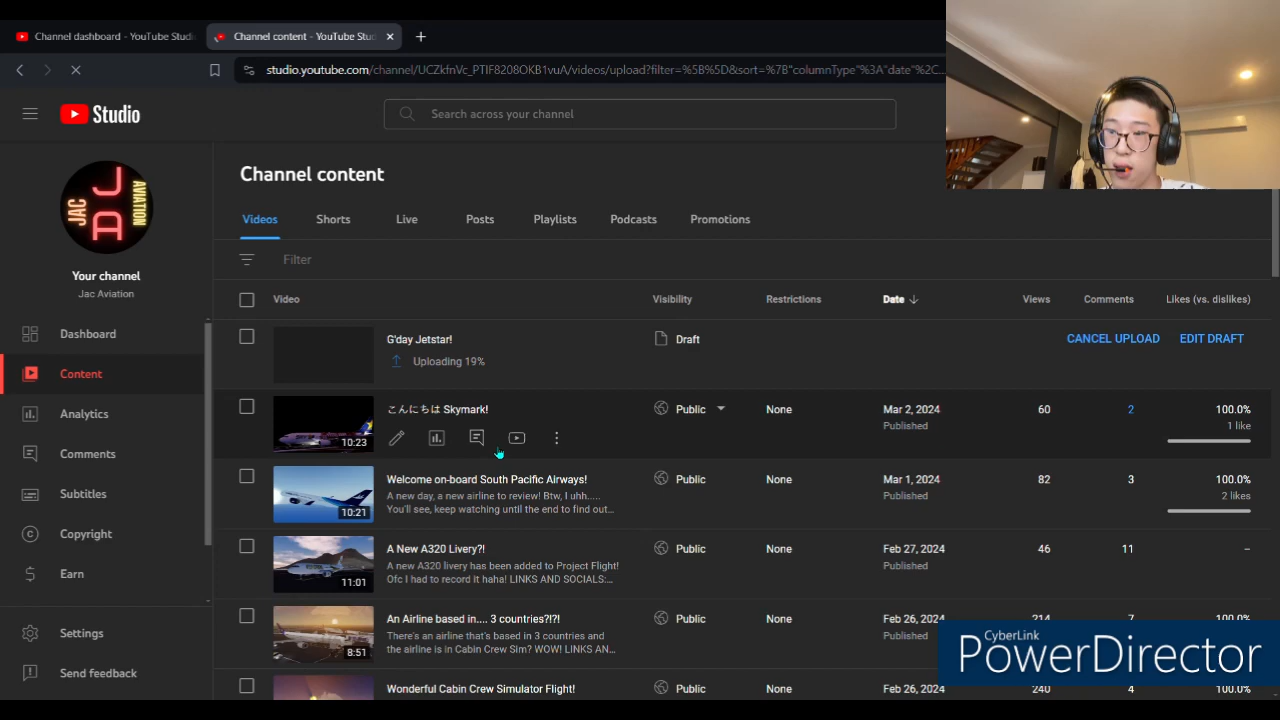 Channel dashboard - YouTube Studi
Channel content - YouTube Stud
studio.youtube.com/channel/UCZkfnVc_PTIF8208OKB1vuA/videos/upload?filter=%5B%5D&sort=%7B"columnType"%3A"date"%2C...
Studio
Search across your channel
JAC
JA
AVIATION
Your channel
Jac Aviation
Dashboard
Content
Analytics
Comments
Subtitles
Copyright
Earn
Settings
Send feedback
Channel content
Videos Shorts Live Posts Playlists Podcasts Promotions
Filter
Video Visibility Restrictions Date Views Comments Likes (vs. dislikes)
G'day Jetstar! Draft CANCEL UPLOAD EDIT DRAFT
Uploading 19%
こんにちは Skymark! Public None Mar 2, 2024 60 2 100.0%
Published 1 like
10:23
Welcome on-board South Pacific Airways! Public None Mar 1, 2024 82 3 100.0%
A new day, a new airline to review! Btw, I uhh..... Published 2 likes
You'll see, keep watching until the end to find out...
10:21
A New A320 Livery?! Public None Feb 27, 2024 46 11 –
A new A320 livery has been added to Project Flight! Published
Ofc I had to record it haha! LINKS AND SOCIALS:...
11:01
An Airline based in.... 3 countries?!?! Public None Feb 26, 2024 214 7 100.0%
There's an airline that's based in 3 countries and Published
the airline is in Cabin Crew Sim? WOW! LINKS AN...
8:51
Wonderful Cabin Crew Simulator Flight! Public None Feb 26, 2024 240 4 100.0%
CyberLink
PowerDirector